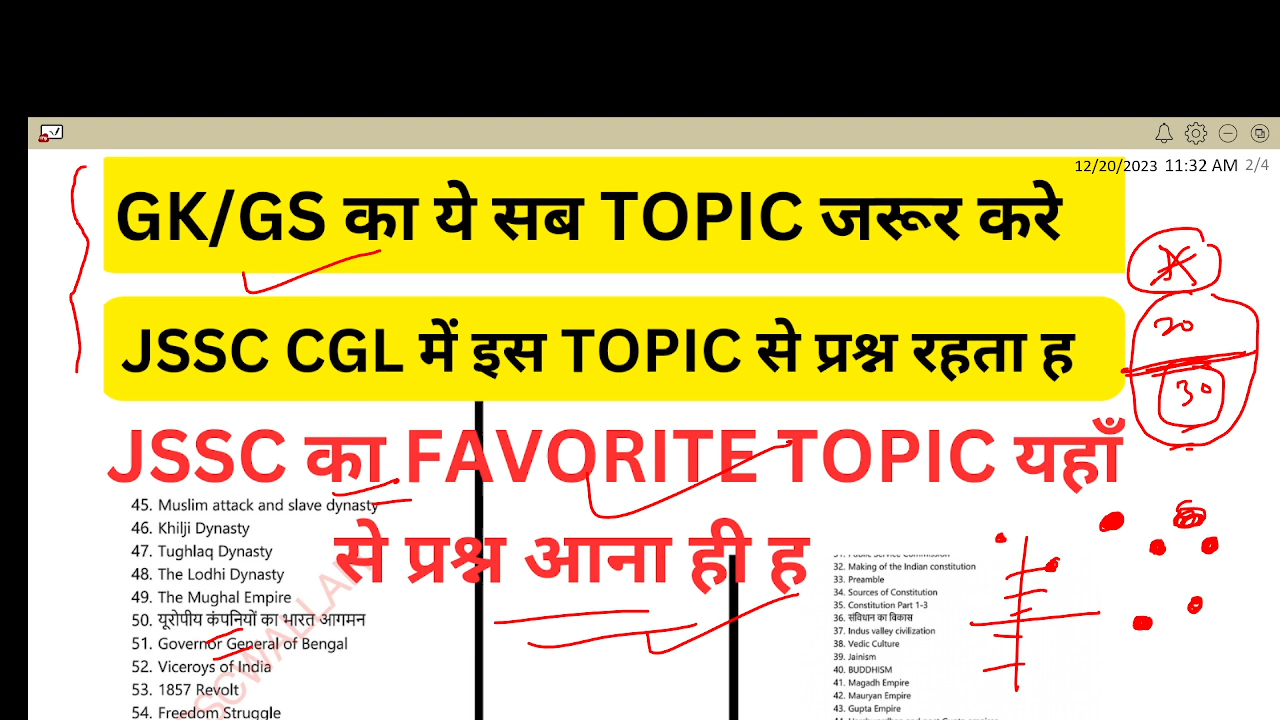 12/20/2023 11:32 AM 2/4
GK/GS का ये सब TOPIC जरूर करे
JSSC CGL में इस TOPIC से प्रश्न रहता ह
JSSC का FAVORITE TOPIC यहाँ
से प्रश्न आना ही ह
45. Muslim attack and slave dynasty
46. Khilji Dynasty
47. Tughlaq Dynasty
48. The Lodhi Dynasty
49. The Mughal Empire
50. यूरोपीय कंपनियों का भारत आगमन
51. Governor General of Bengal
52. Viceroys of India
53. 1857 Revolt
54. Freedom Struggle
31. Public Service Commission
32. Making of the Indian constitution
33. Preamble
34. Sources of Constitution
35. Constitution Part 1-3
36. संविधान का विकास
37. Indus valley civilization
38. Vedic Culture
39. Jainism
40. BUDDHISM
41. Magadh Empire
42. Mauryan Empire
43. Gupta Empire
20
30